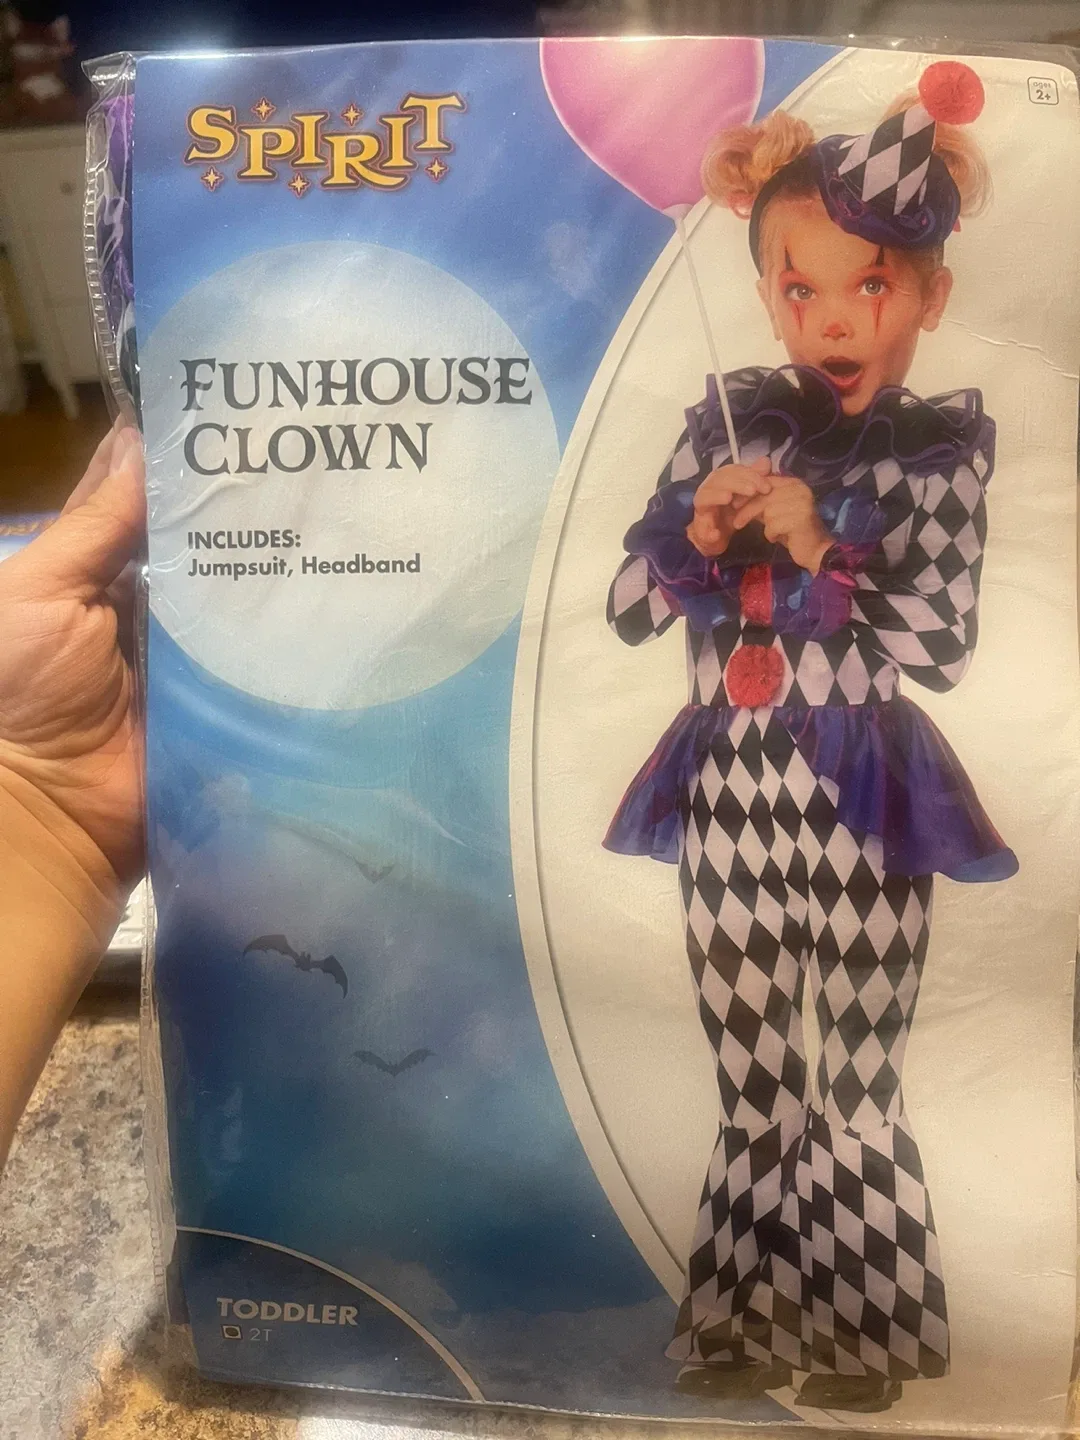 SPIRIT
ages
2+
FUNHOUSE
CLOWN
INCLUDES:
Jumpsuit, Headband
TODDLER
2T